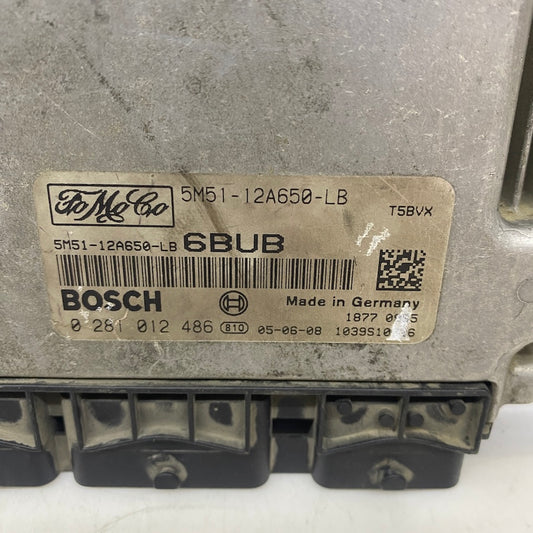 FoMoCo 5M51-12A650-LB
T5BVX
5M51-12A650-LB 6BUB
BOSCH Made in Germany
0 281 012 486 B10 05-06-08